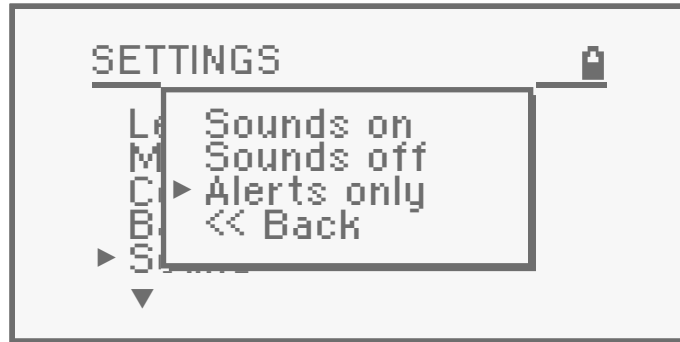 SETTINGS
Sounds on
Sounds off
Alerts only
<< Back